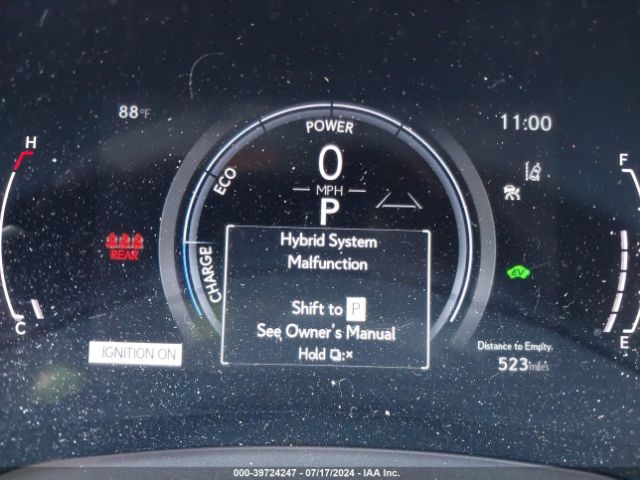 88°F
POWER
11:00
H
F
0
ECO
MPH
P
CHARGE
REAR
Hybrid System
Malfunction
EV
Shift to P
See Owner's Manual
Hold :×
C
IGNITION ON
Distance to Empty
523 miles
E
000-39724247 - 07/17/2024 - IAA Inc.